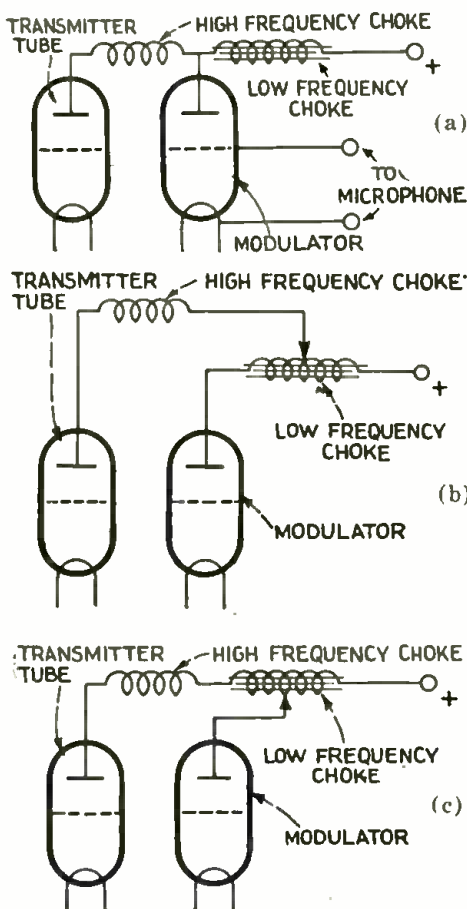 HIGH FREQUENCY CHOKE
TRANSMITTER
TUBE
+
LOW FREQUENCY
CHOKE
(a)
TO
MICROPHONE
MODULATOR
TRANSMITTER
TUBE
HIGH FREQUENCY CHOKE
+
LOW FREQUENCY
CHOKE
(b)
MODULATOR
TRANSMITTER
TUBE
HIGH FREQUENCY CHOKE
+
LOW FREQUENCY
CHOKE
(c)
MODULATOR